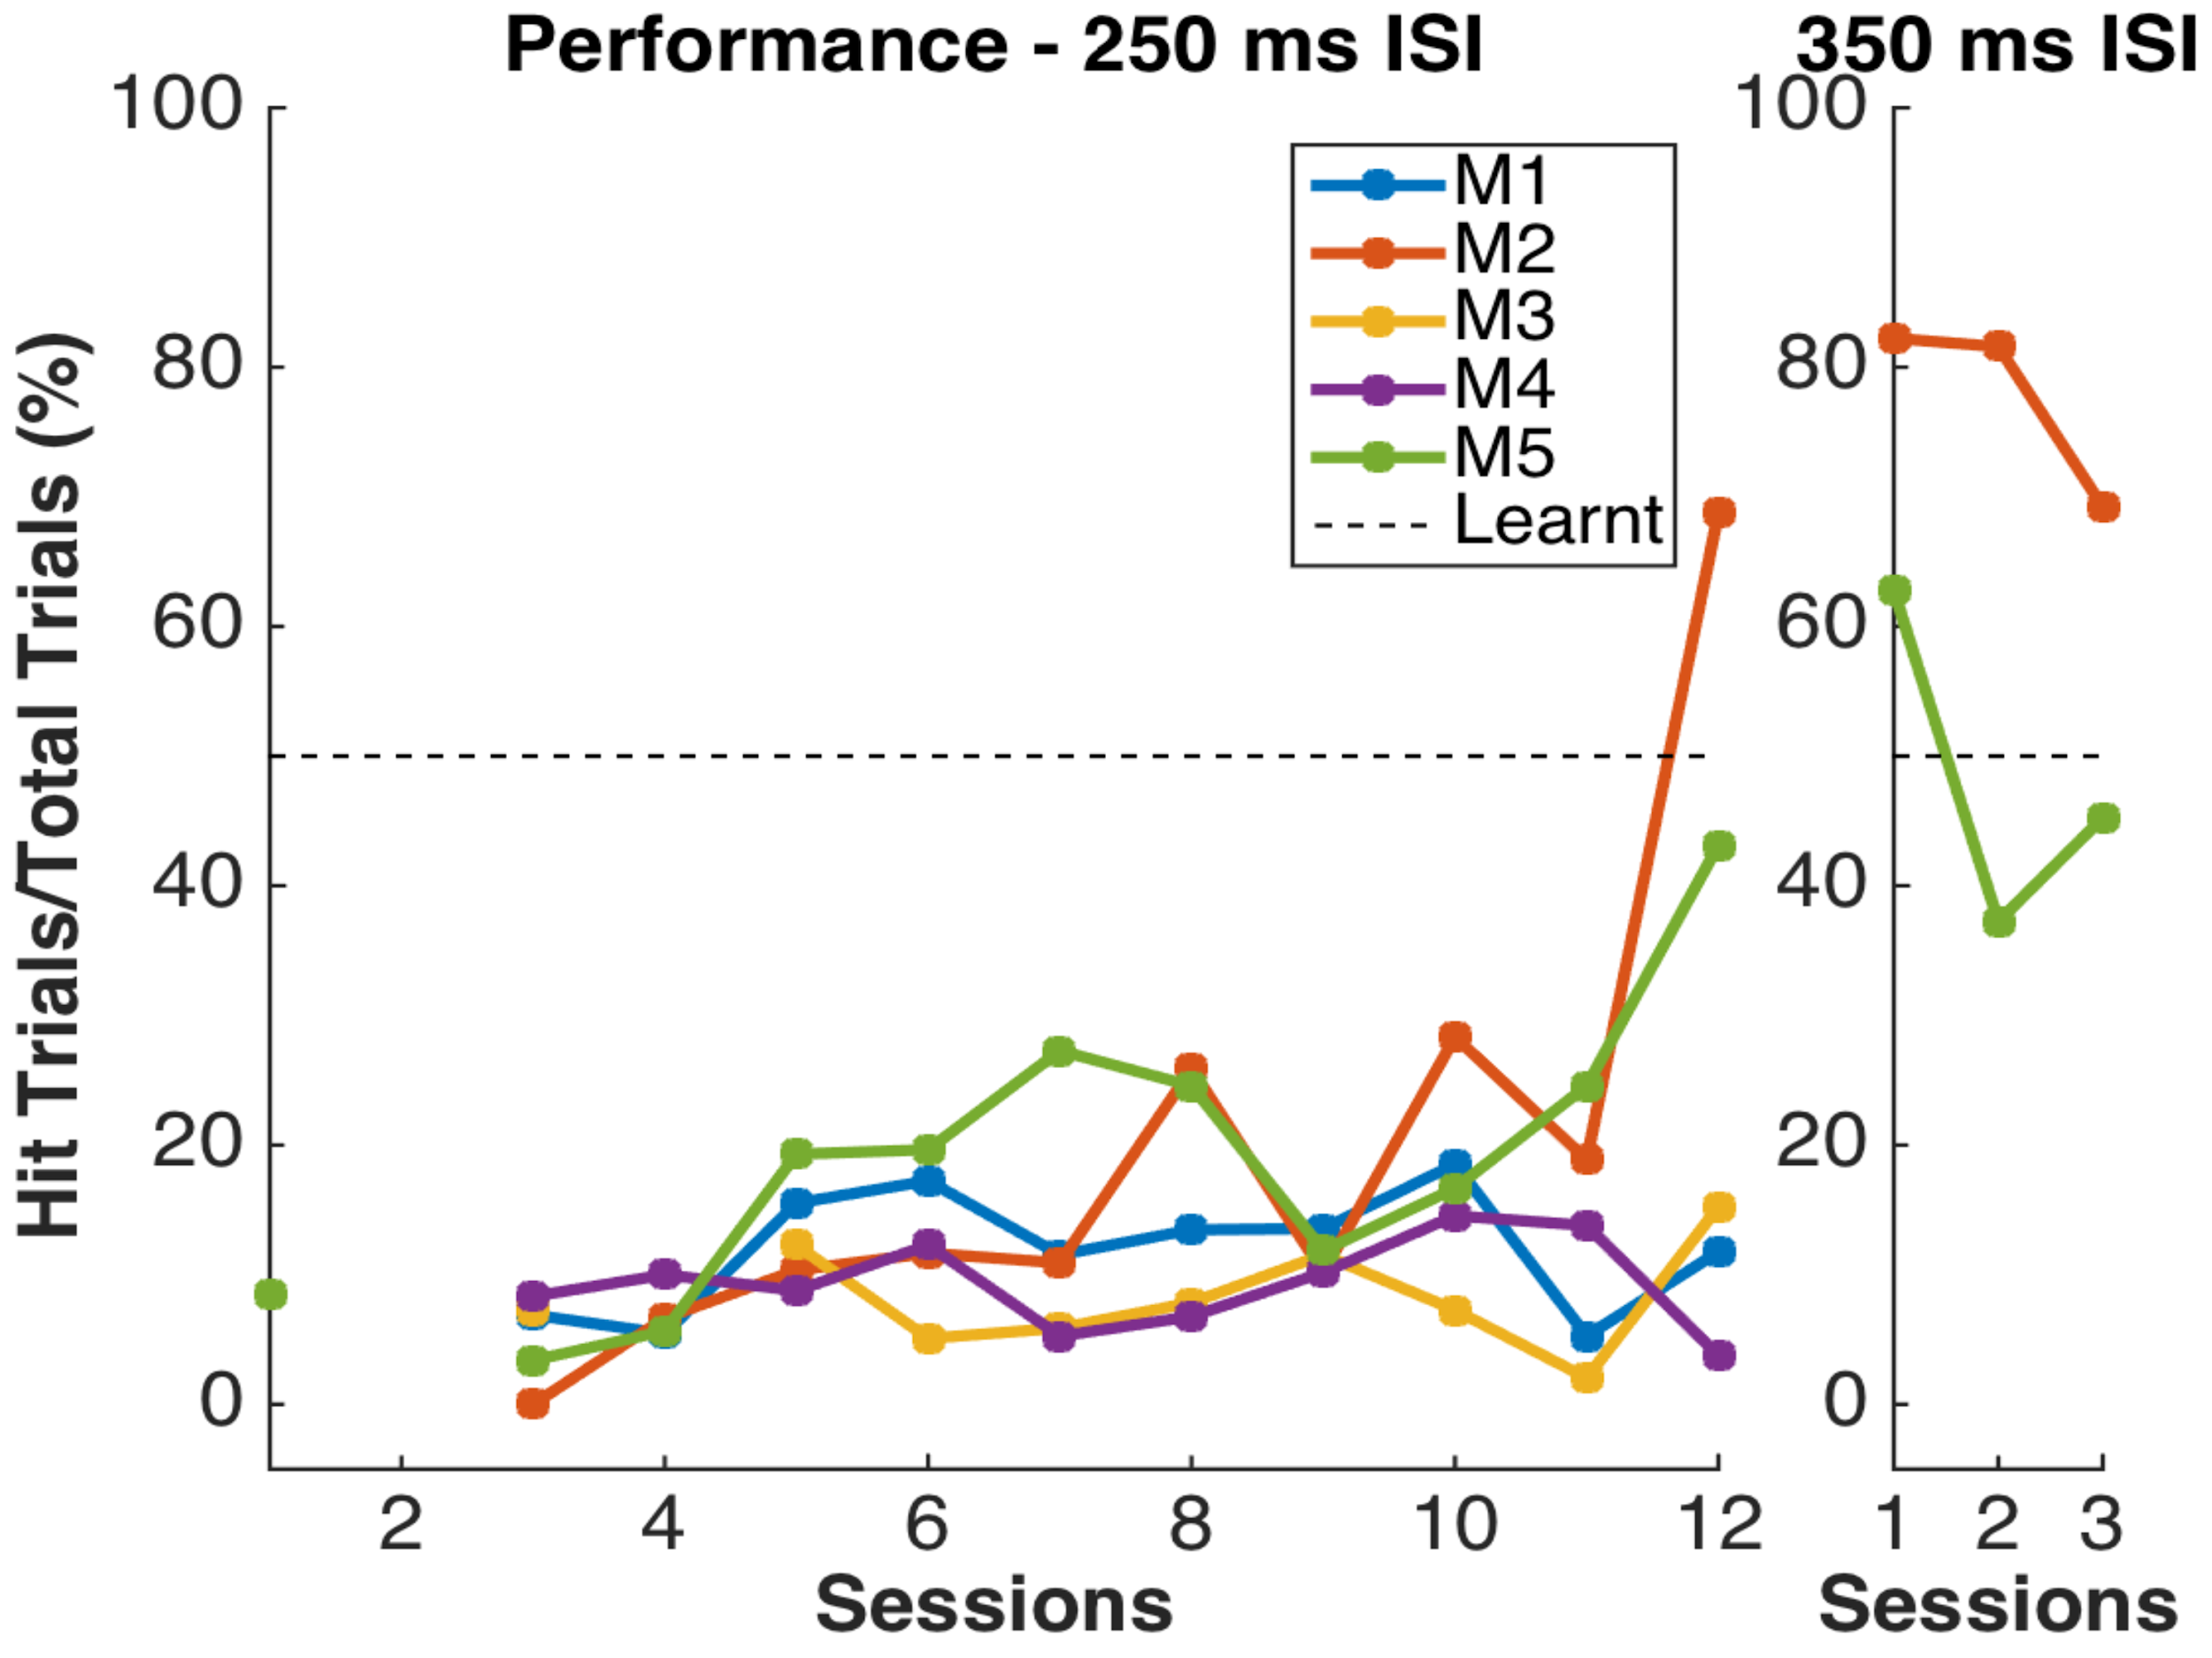 Performance - 250 ms ISI
350 ms ISI
Hit Trials/Total Trials (%)
100
80
60
40
20
0
2
4
6
8
10
12
Sessions
M1
M2
M3
M4
M5
Learnt
100
80
60
40
20
0
1
2
3
Sessions